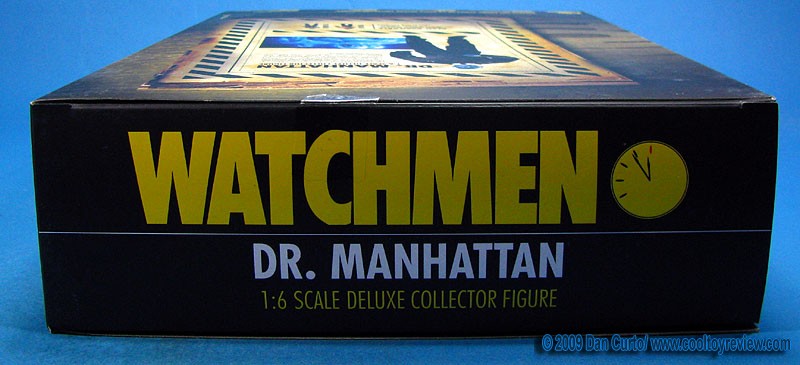 WATCHMEN
DR. MANHATTAN
1:6 SCALE DELUXE COLLECTOR FIGURE
© 2009 Dan Curto/ www.cooltoyreview.com